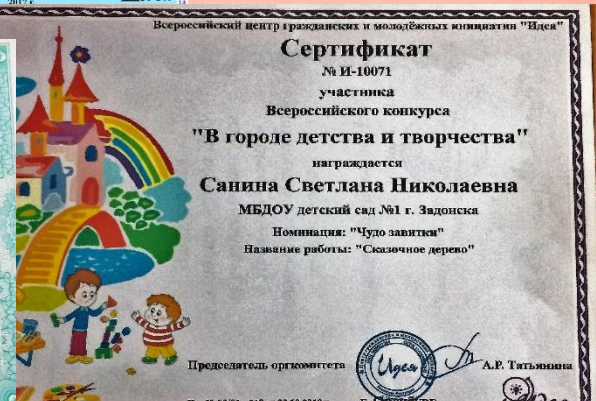 2017 г.
Всероссийский центр гражданских и молодёжных инициатив "Идея"
Сертификат
№ И-10071
участника
Всероссийского конкурса
"В городе детства и творчества"
награждается
Санина Светлана Николаевна
МБДОУ детский сад №1 г. Задонска
Номинация: "Чудо завитки"
Название работы: "Сказочное дерево"
Председатель оргкомитета
Идея
А.Р. Татьянина